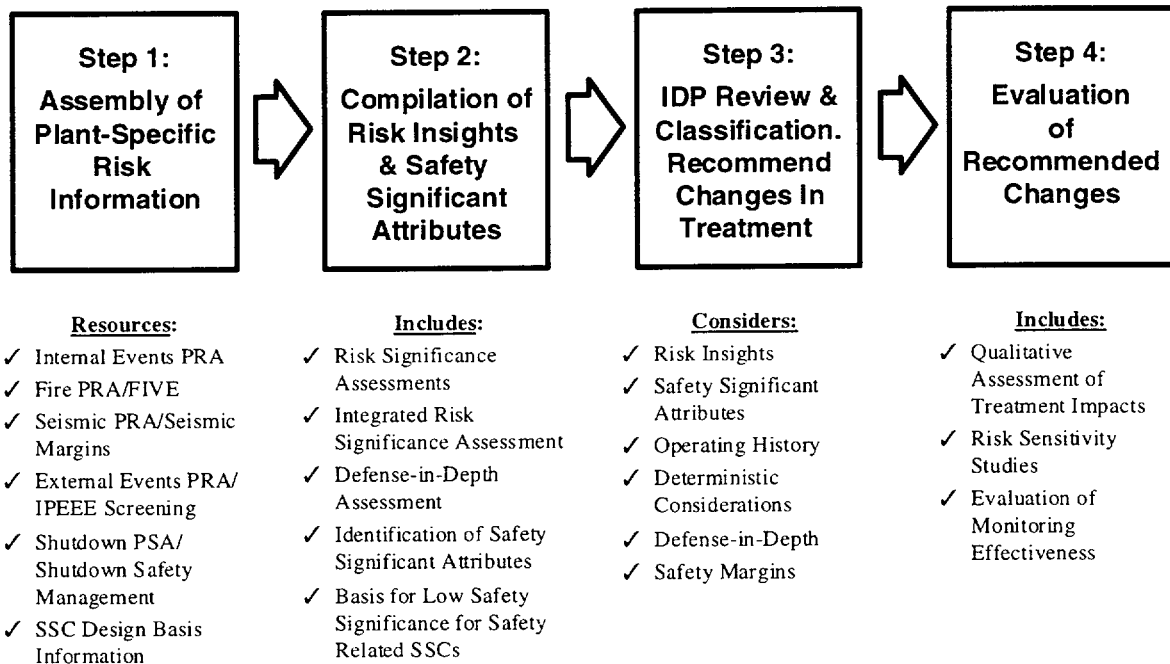 Step 1:
Assembly of
Plant-Specific
Risk
Information
Step 2:
Compilation of
Risk Insights
& Safety
Significant
Attributes
Step 3:
IDP Review &
Classification.
Recommend
Changes In
Treatment
Step 4:
Evaluation
of
Recommended
Changes
Resources:
✓ Internal Events PRA
✓ Fire PRA/FIVE
✓ Seismic PRA/Seismic
Margins
✓ External Events PRA/
IPEEE Screening
✓ Shutdown PSA/
Shutdown Safety
Management
✓ SSC Design Basis
Information
Includes:
✓ Risk Significance
Assessments
✓ Integrated Risk
Significance Assessment
✓ Defense-in-Depth
Assessment
✓ Identification of Safety
Significant Attributes
✓ Basis for Low Safety
Significance for Safety
Related SSCs
Considers:
✓ Risk Insights
✓ Safety Significant
Attributes
✓ Operating History
✓ Deterministic
Considerations
✓ Defense-in-Depth
✓ Safety Margins
Includes:
✓ Qualitative
Assessment of
Treatment Impacts
✓ Risk Sensitivity
Studies
✓ Evaluation of
Monitoring
Effectiveness